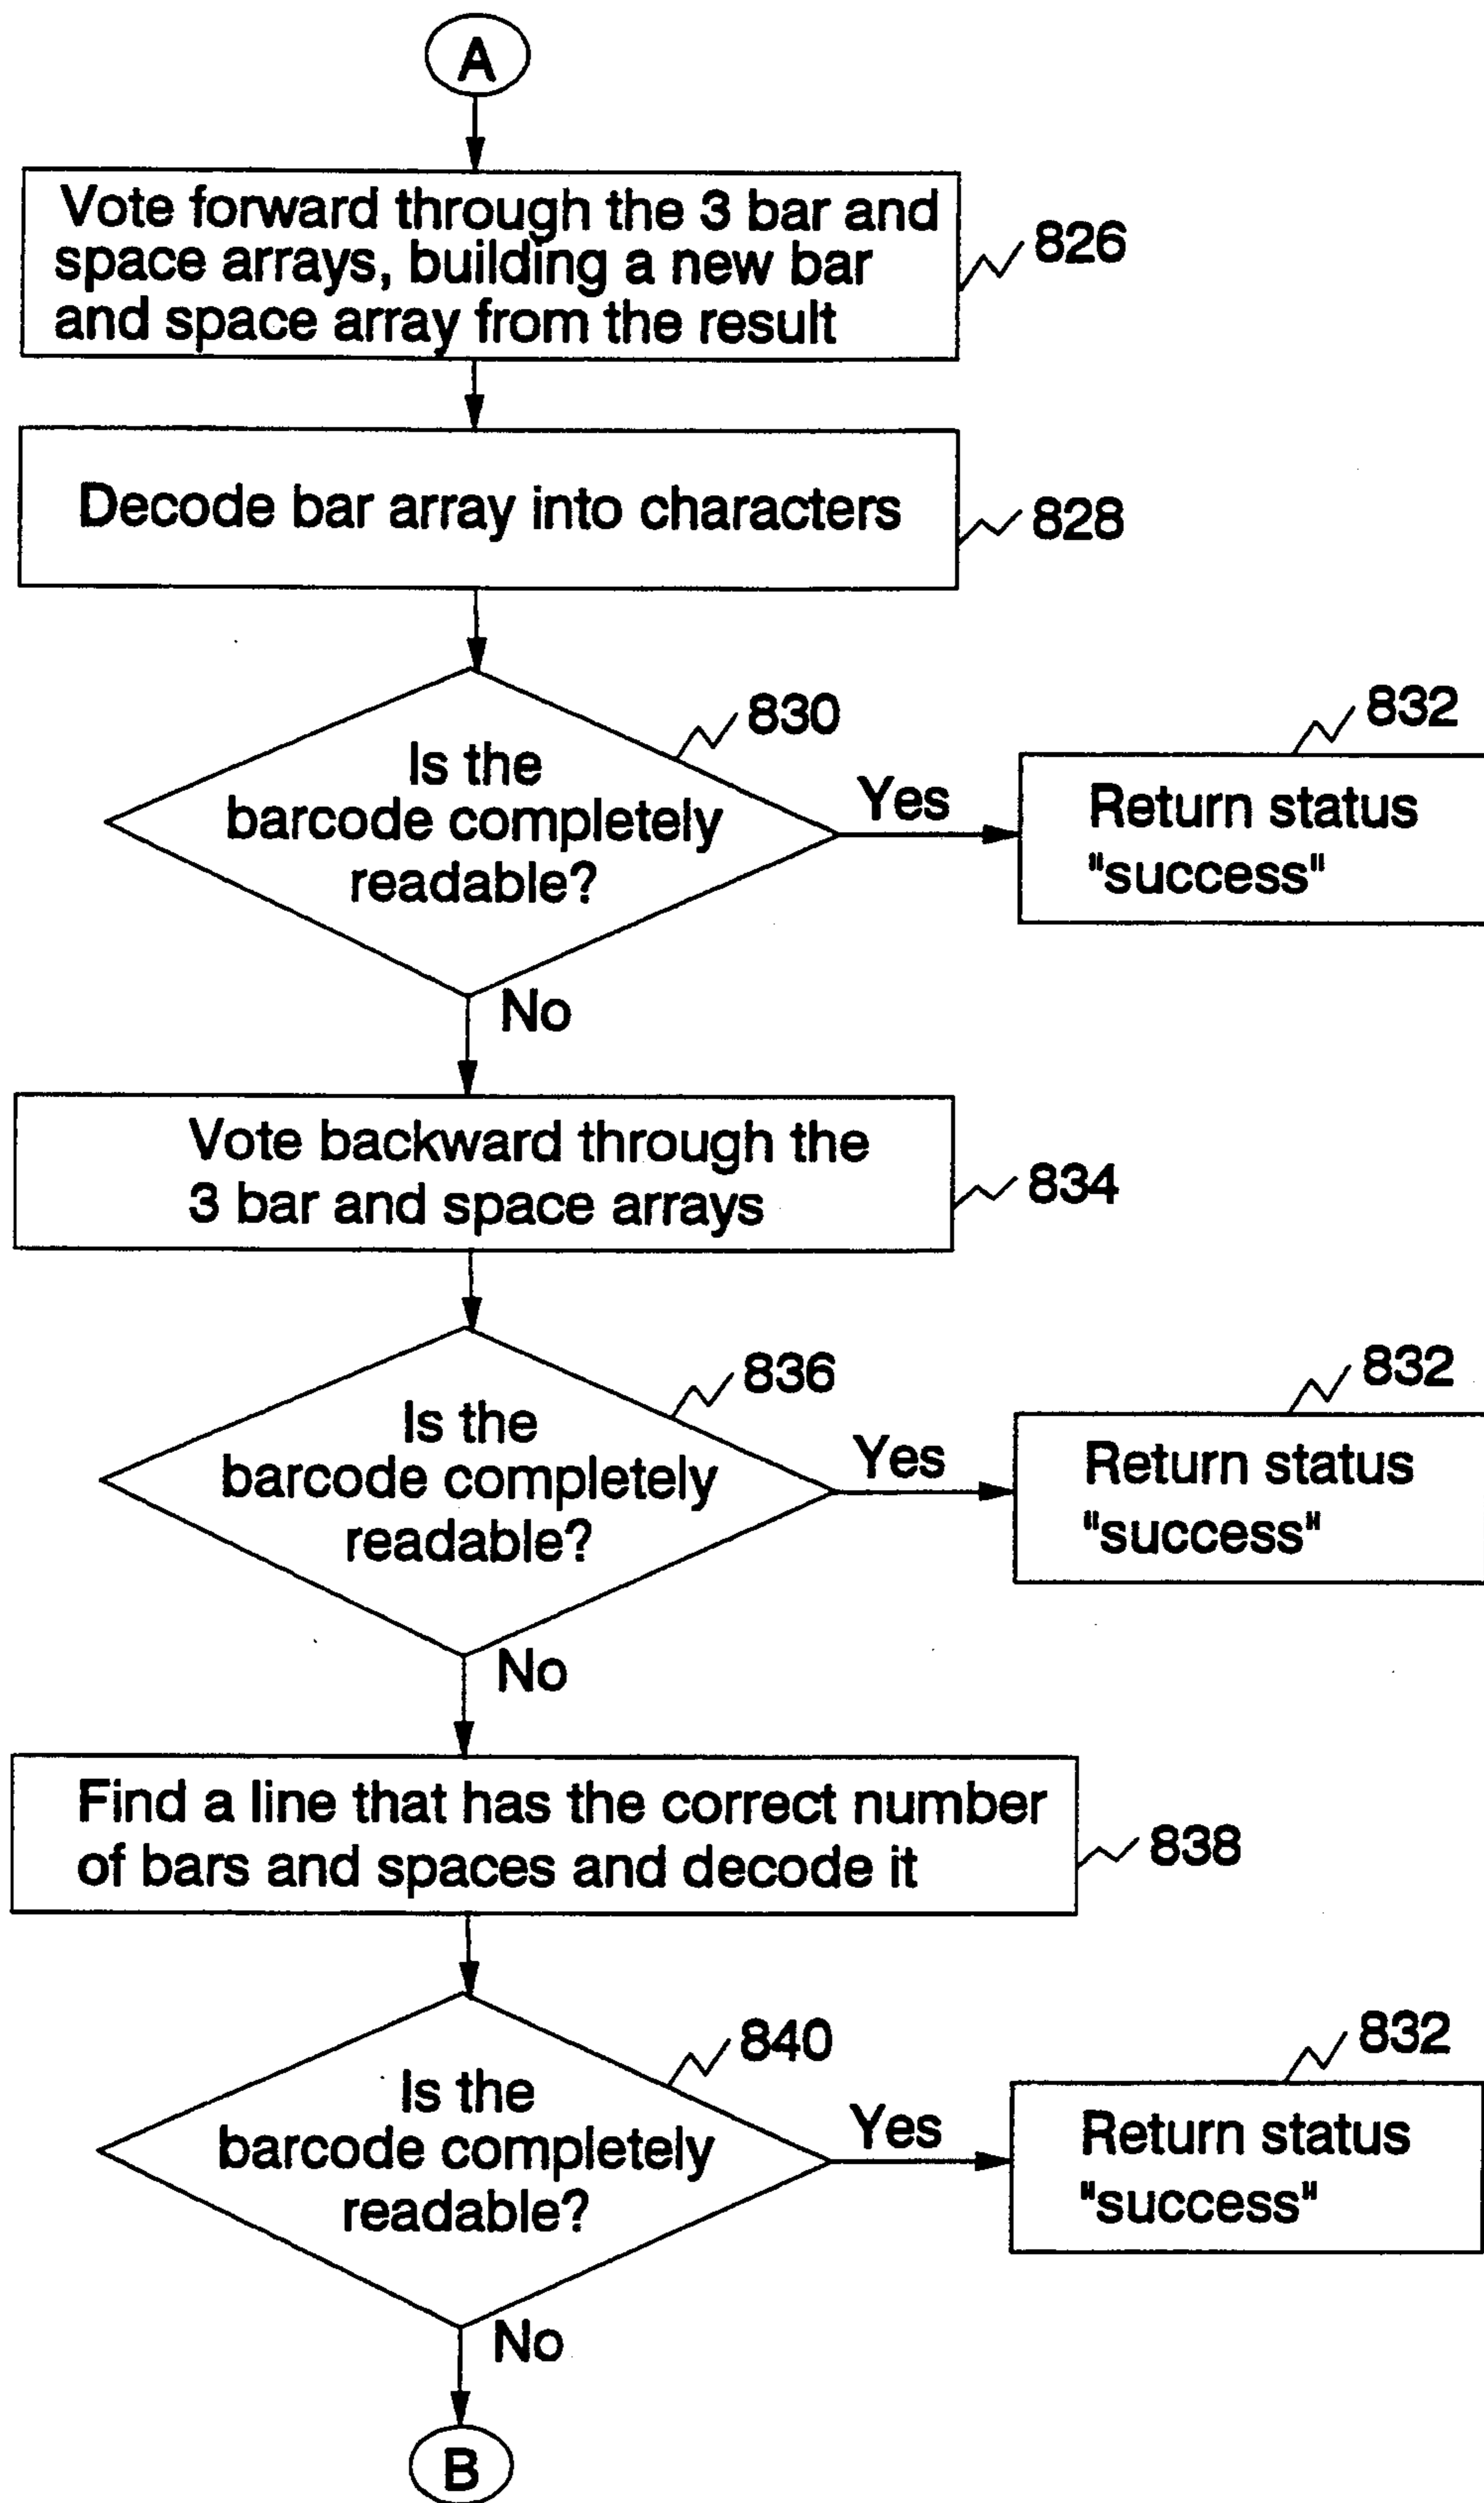 A
Vote forward through the 3 bar and
space arrays, building a new bar
and space array from the result
826
Decode bar array into characters
828
830
Is the
barcode completely
readable?
Yes
832
Return status
"success"
No
Vote backward through the
3 bar and space arrays
834
836
Is the
barcode completely
readable?
Yes
832
Return status
"success"
No
Find a line that has the correct number
of bars and spaces and decode it
838
840
Is the
barcode completely
readable?
Yes
832
Return status
"success"
No
B